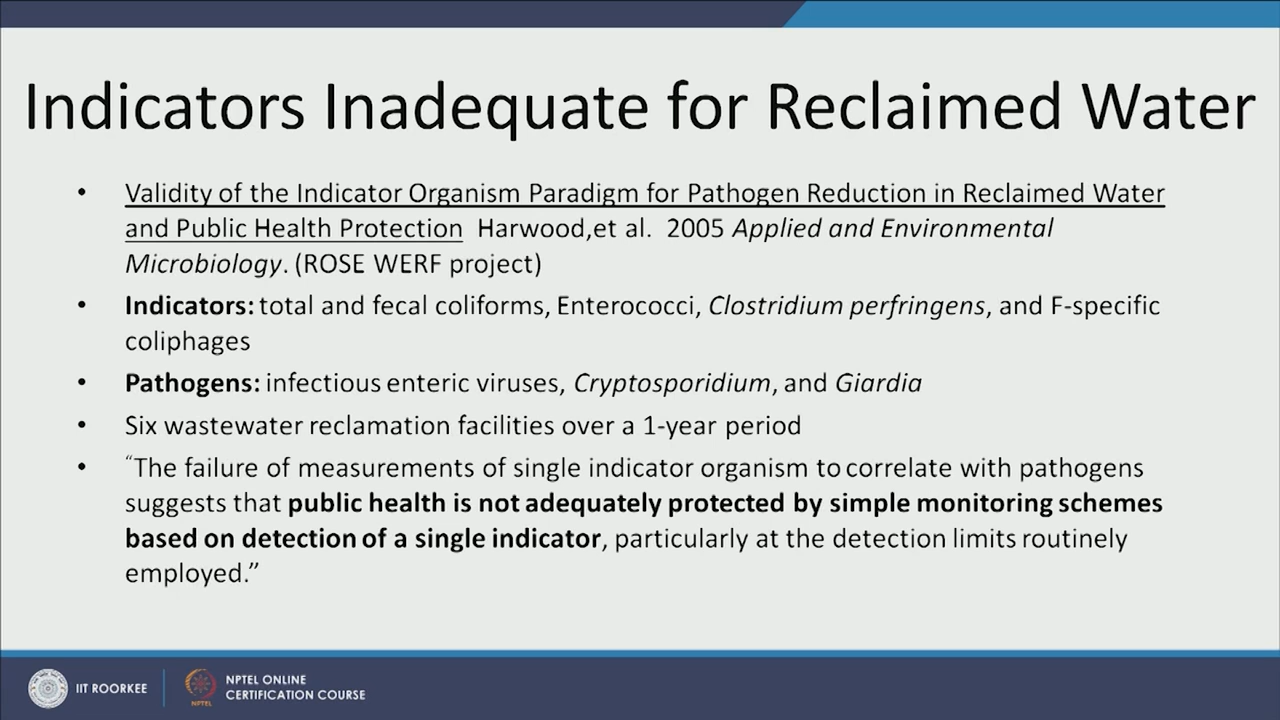 Indicators Inadequate for Reclaimed Water
• Validity of the Indicator Organism Paradigm for Pathogen Reduction in Reclaimed Water
and Public Health Protection Harwood,et al. 2005 Applied and Environmental
Microbiology. (ROSE WERF project)
• Indicators: total and fecal coliforms, Enterococci, Clostridium perfringens, and F-specific
coliphages
• Pathogens: infectious enteric viruses, Cryptosporidium, and Giardia
• Six wastewater reclamation facilities over a 1-year period
• “The failure of measurements of single indicator organism to correlate with pathogens
suggests that public health is not adequately protected by simple monitoring schemes
based on detection of a single indicator, particularly at the detection limits routinely
employed.”
IIT ROORKEE
NPTEL
NPTEL ONLINE
CERTIFICATION COURSE